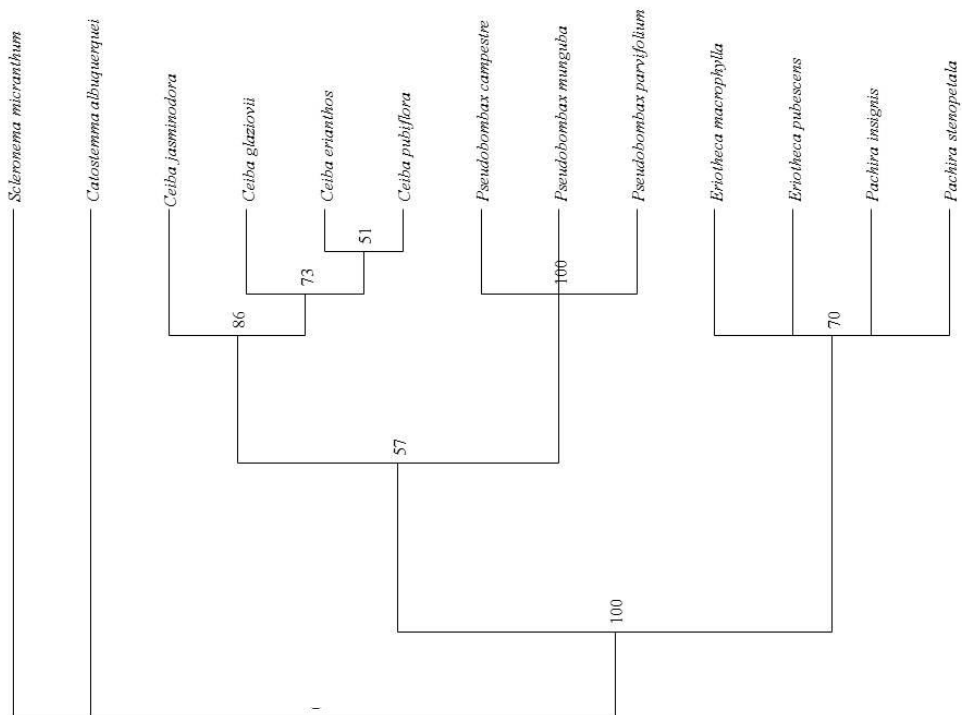 Scleronema micranthum
Catostemma albuquerquei
Ceiba jasminodora
Ceiba glaziovii
Ceiba erianthos
Ceiba pubiflora
Pseudobombax campestre
Pseudobombax munguba
Pseudobombax parvifolium
Eriotheca macrophylla
Eriotheca pubescens
Pachira insignis
Pachira stenopetala
51
73
100
86
70
57
100